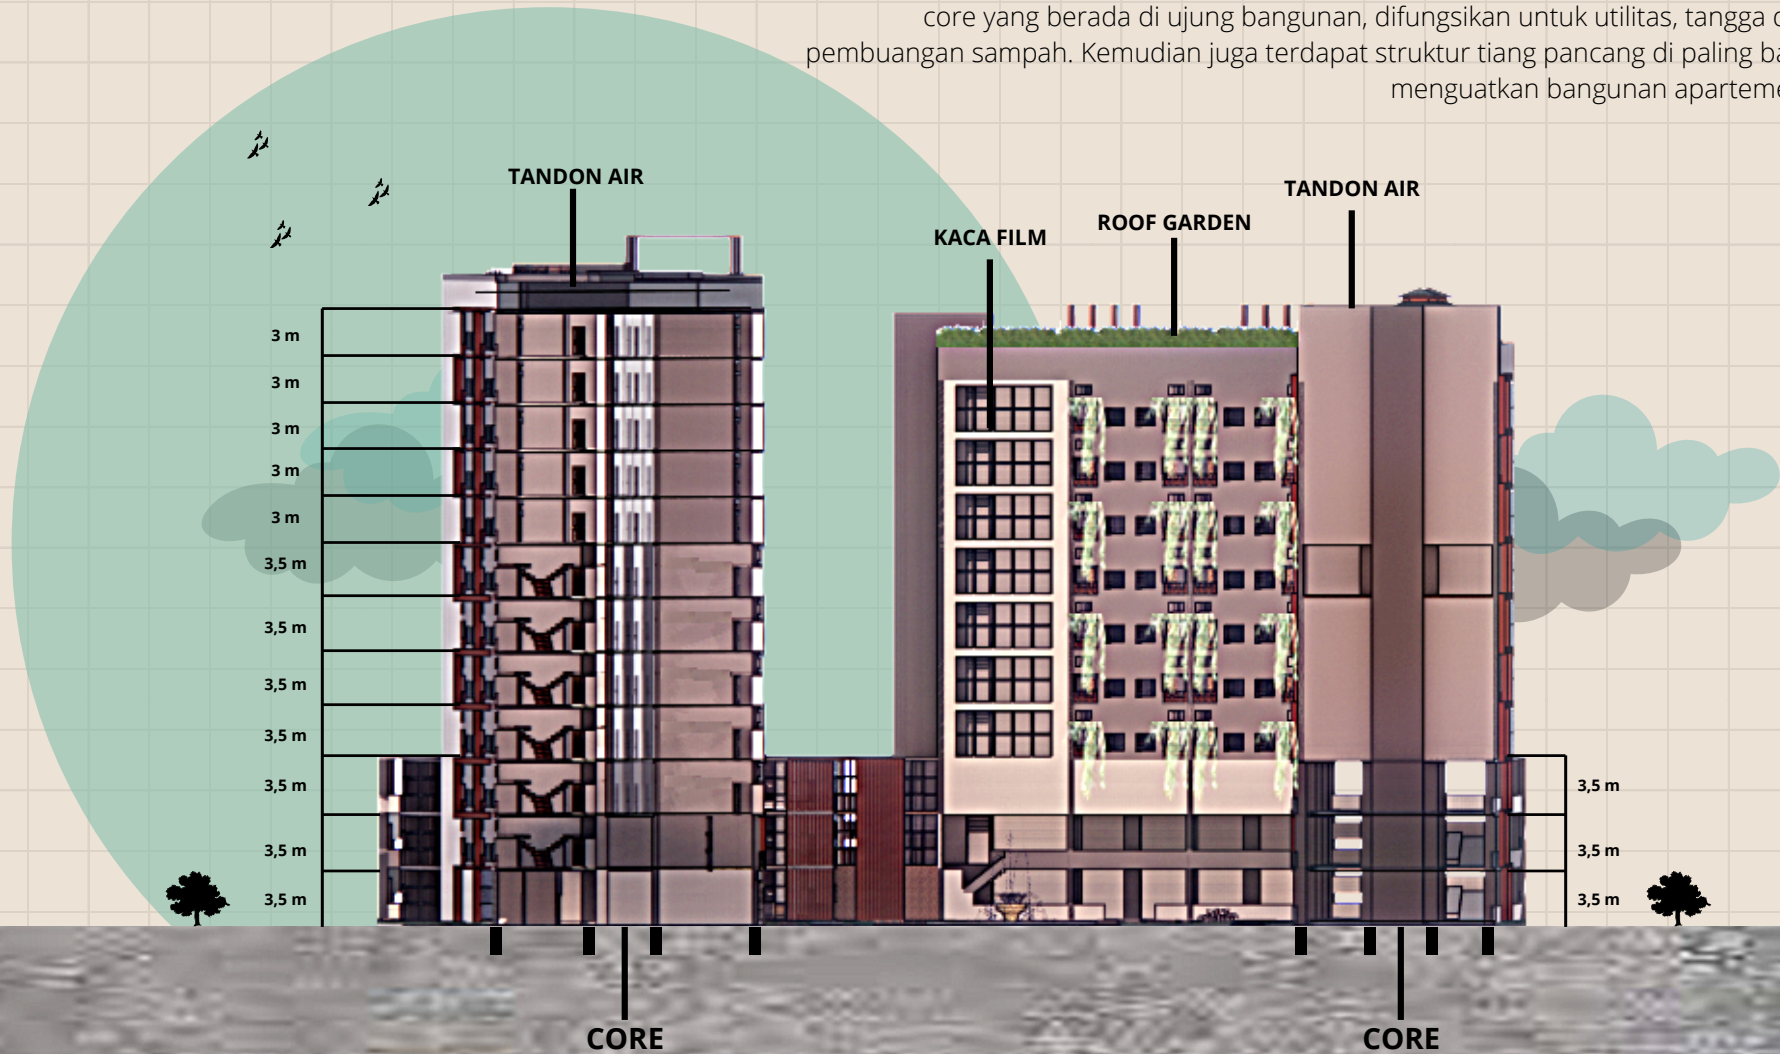 core yang berada di ujung bangunan, difungsikan untuk utilitas, tangga
pembuangan sampah. Kemudian juga terdapat struktur tiang pancang di paling
menguatkan bangunan
TANDON AIR
TANDON AIR
ROOF GARDEN
KACA FILM
3 m
3 m
3 m
3 m
3 m
3,5 m
3,5 m
3,5 m
3,5 m
3,5 m
3,5 m
3,5 m
3,5 m
3,5 m
3,5 m
CORE
CORE